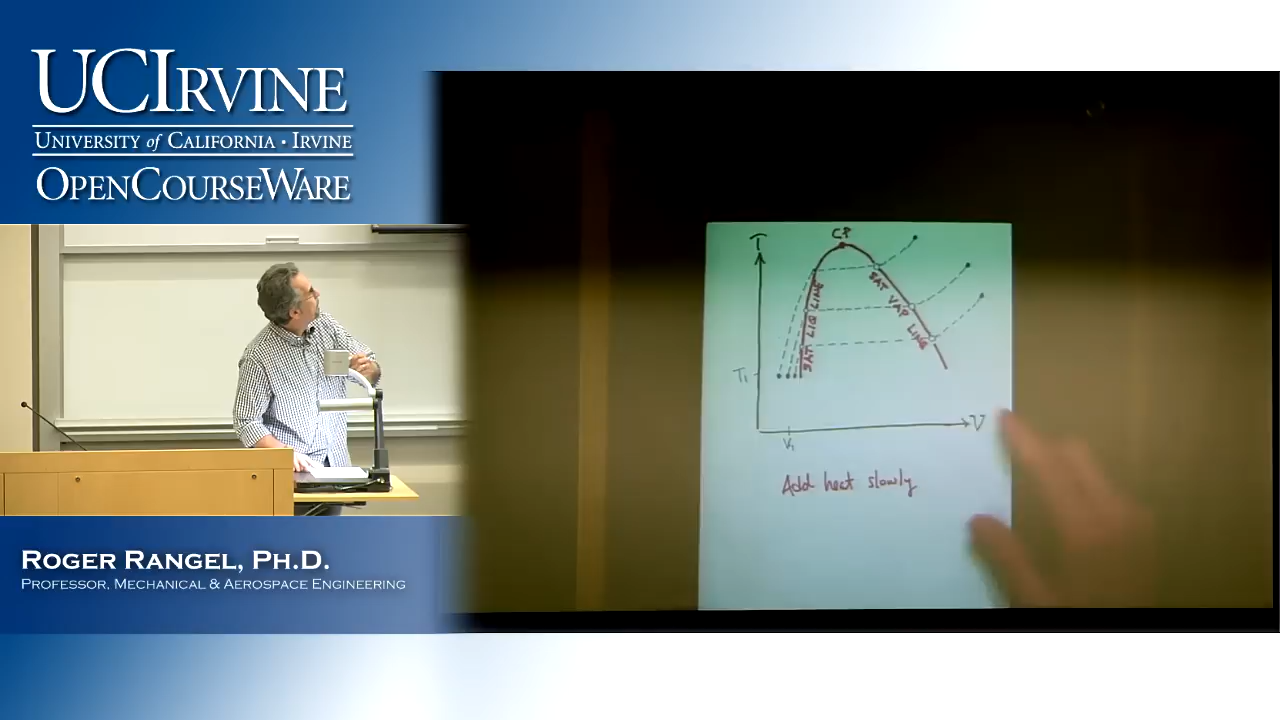 UCIRVINE
UNIVERSITY of CALIFORNIA · IRVINE
OPENCOURSEWARE
T
CP
SAT LIQ LINE
SAT VAP LINE
T₁
V₁
V
Add heat slowly
ROGER RANGEL, PH.D.
PROFESSOR, MECHANICAL & AEROSPACE ENGINEERING